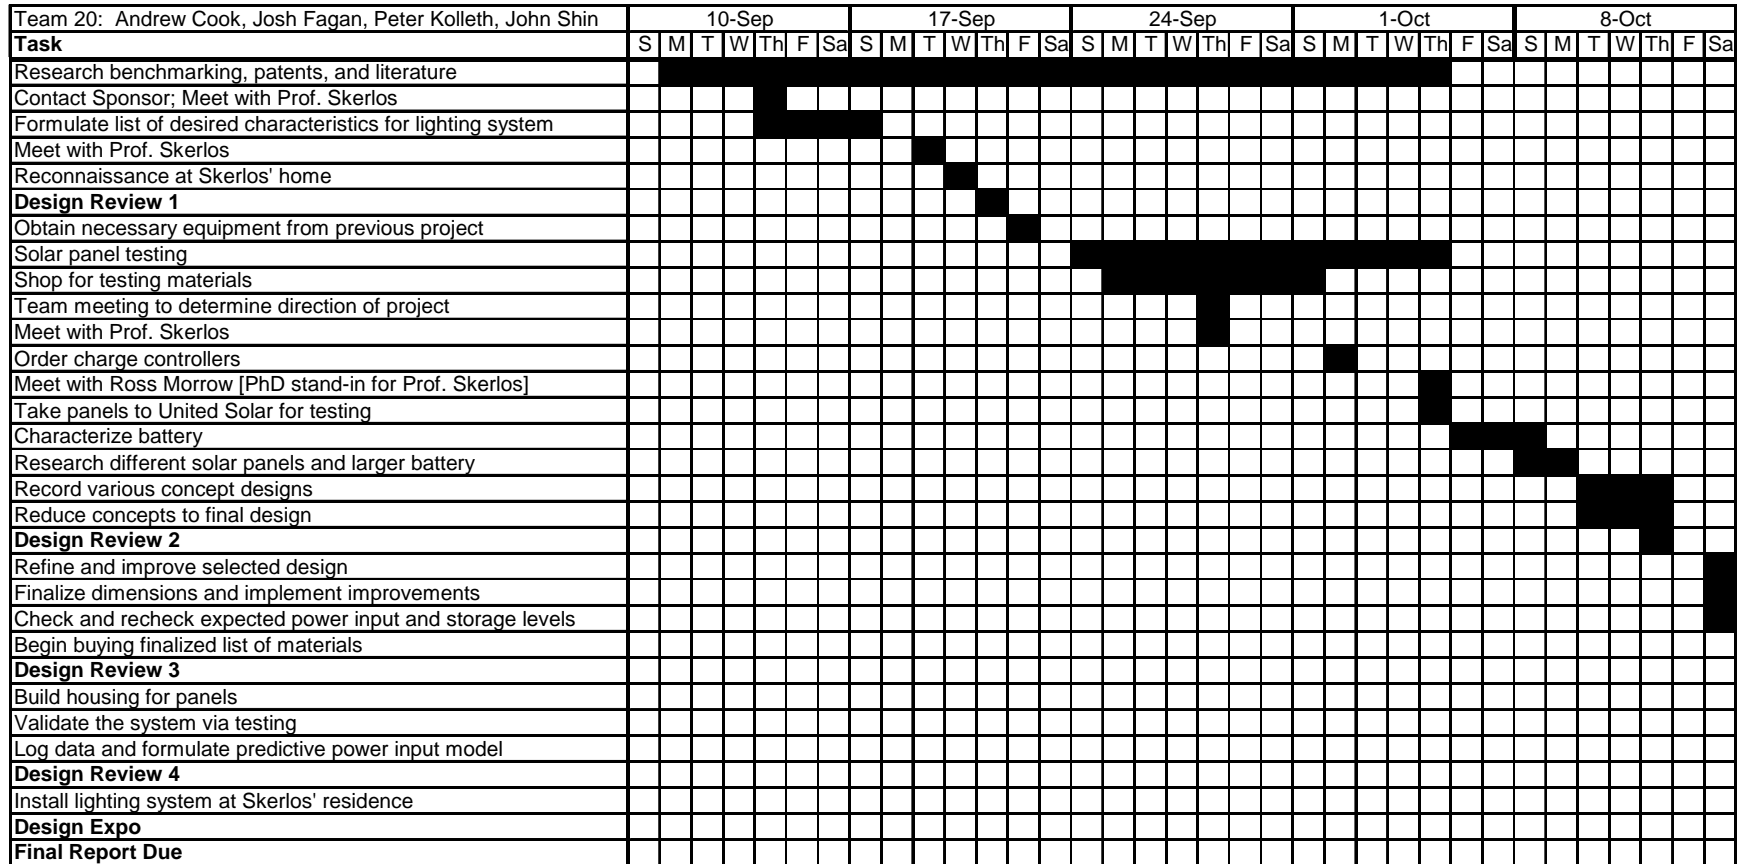 Team 20: Andrew Cook, Josh Fagan, Peter Kolleth, John Shin 10-Sep 17-Sep 24-Sep 1-Oct 8-Oct
Task S M T W Th F Sa S M T W Th F Sa S M T W Th F Sa S M T W Th F Sa S M T W Th F Sa
Research benchmarking, patents, and literature
Contact Sponsor; Meet with Prof. Skerlos
Formulate list of desired characteristics for lighting system
Meet with Prof. Skerlos
Reconnaissance at Skerlos' home
Design Review 1
Obtain necessary equipment from previous project
Solar panel testing
Shop for testing materials
Team meeting to determine direction of project
Meet with Prof. Skerlos
Order charge controllers
Meet with Ross Morrow [PhD stand-in for Prof. Skerlos]
Take panels to United Solar for testing
Characterize battery
Research different solar panels and larger battery
Record various concept designs
Reduce concepts to final design
Design Review 2
Refine and improve selected design
Finalize dimensions and implement improvements
Check and recheck expected power input and storage levels
Begin buying finalized list of materials
Design Review 3
Build housing for panels
Validate the system via testing
Log data and formulate predictive power input model
Design Review 4
Install lighting system at Skerlos' residence
Design Expo
Final Report Due